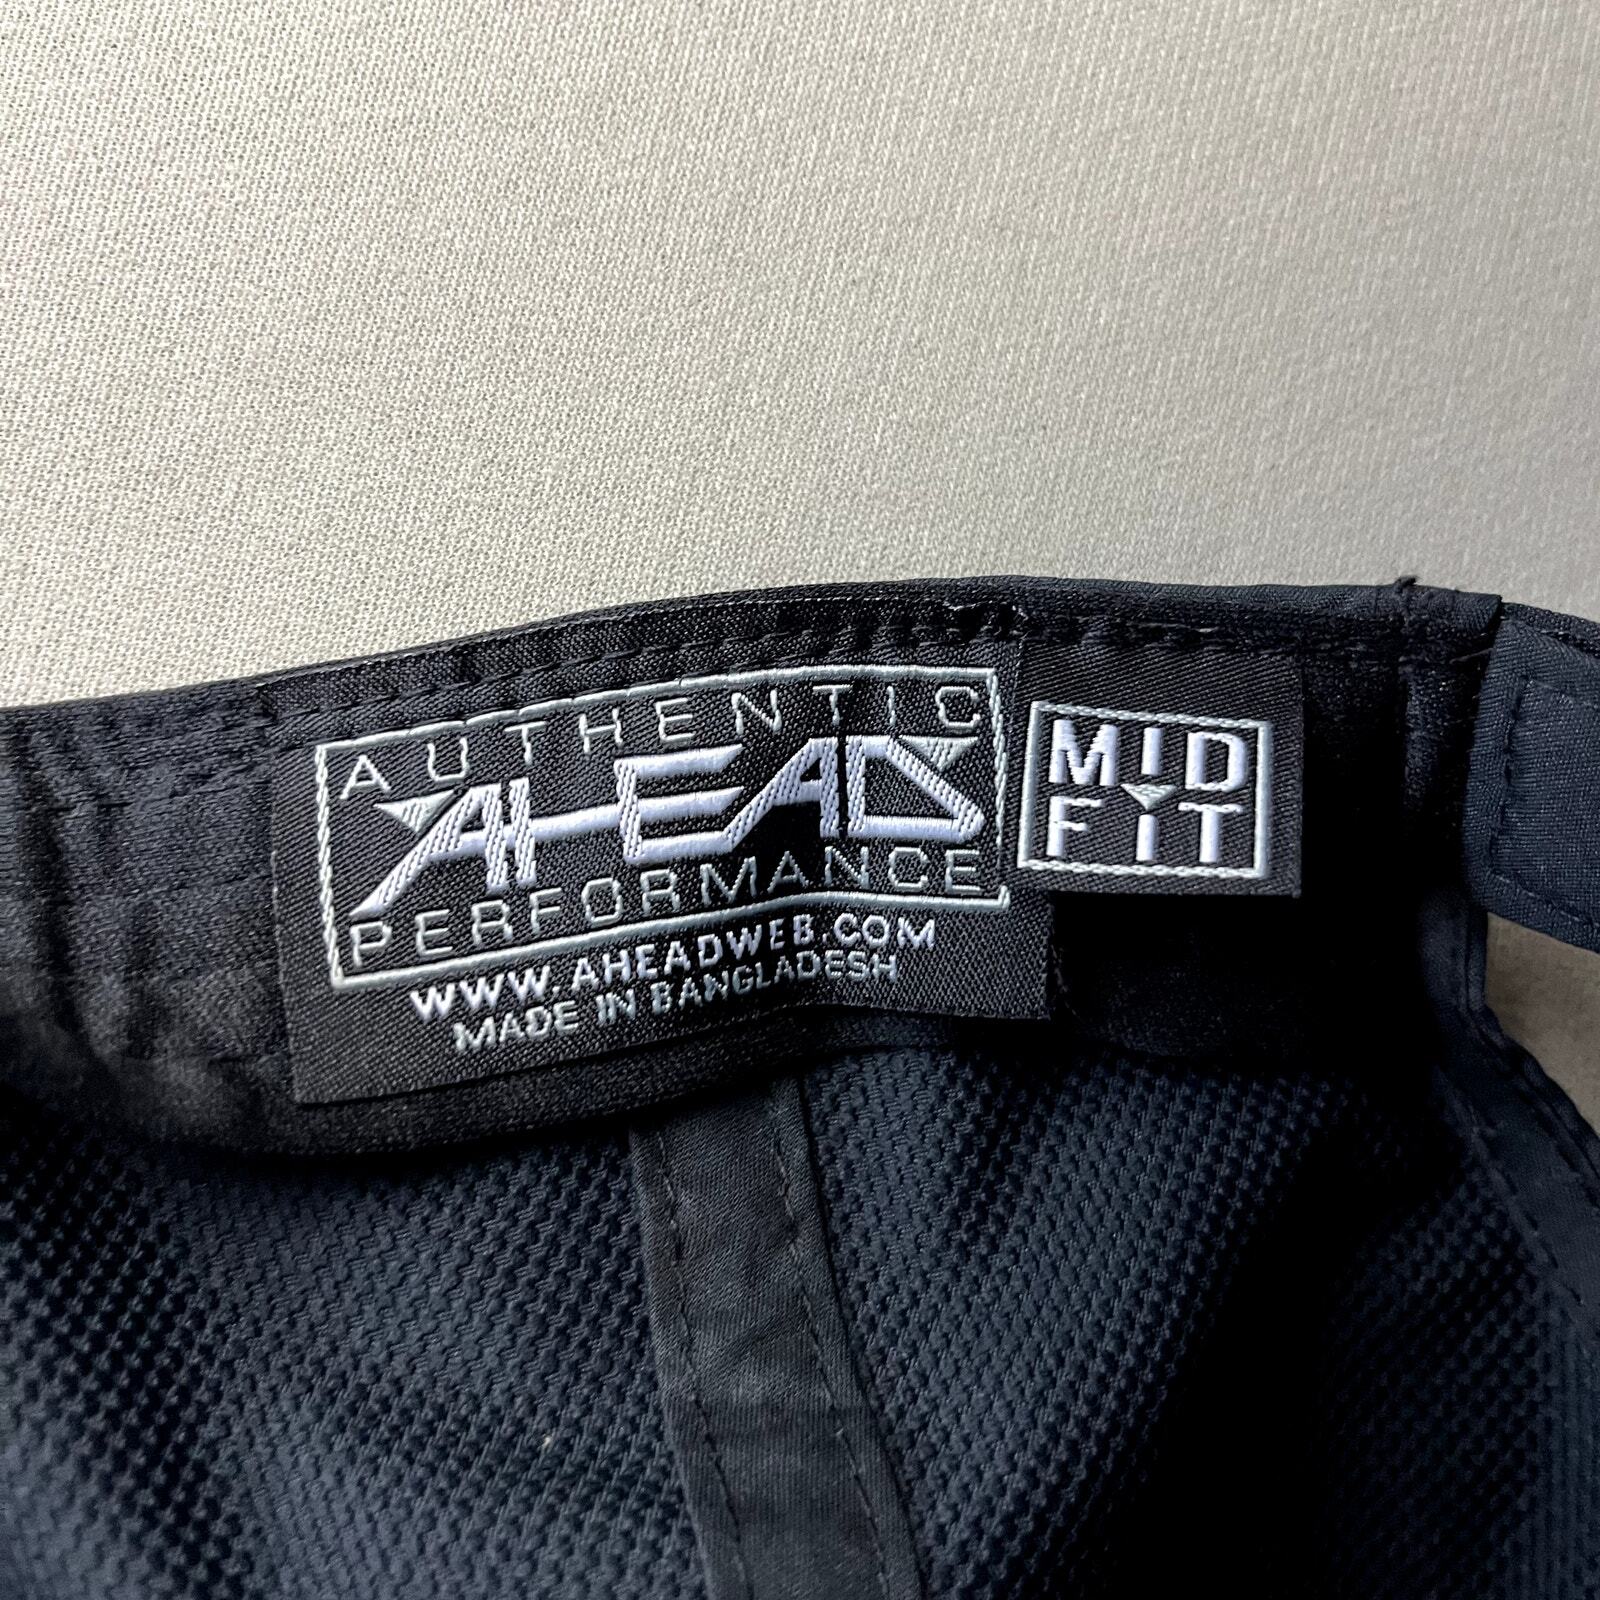 AUTHENTIC
AHEAD
PERFORMANCE
WWW.AHEADWEB.COM
MADE IN BANGLADESH
MID
FIT